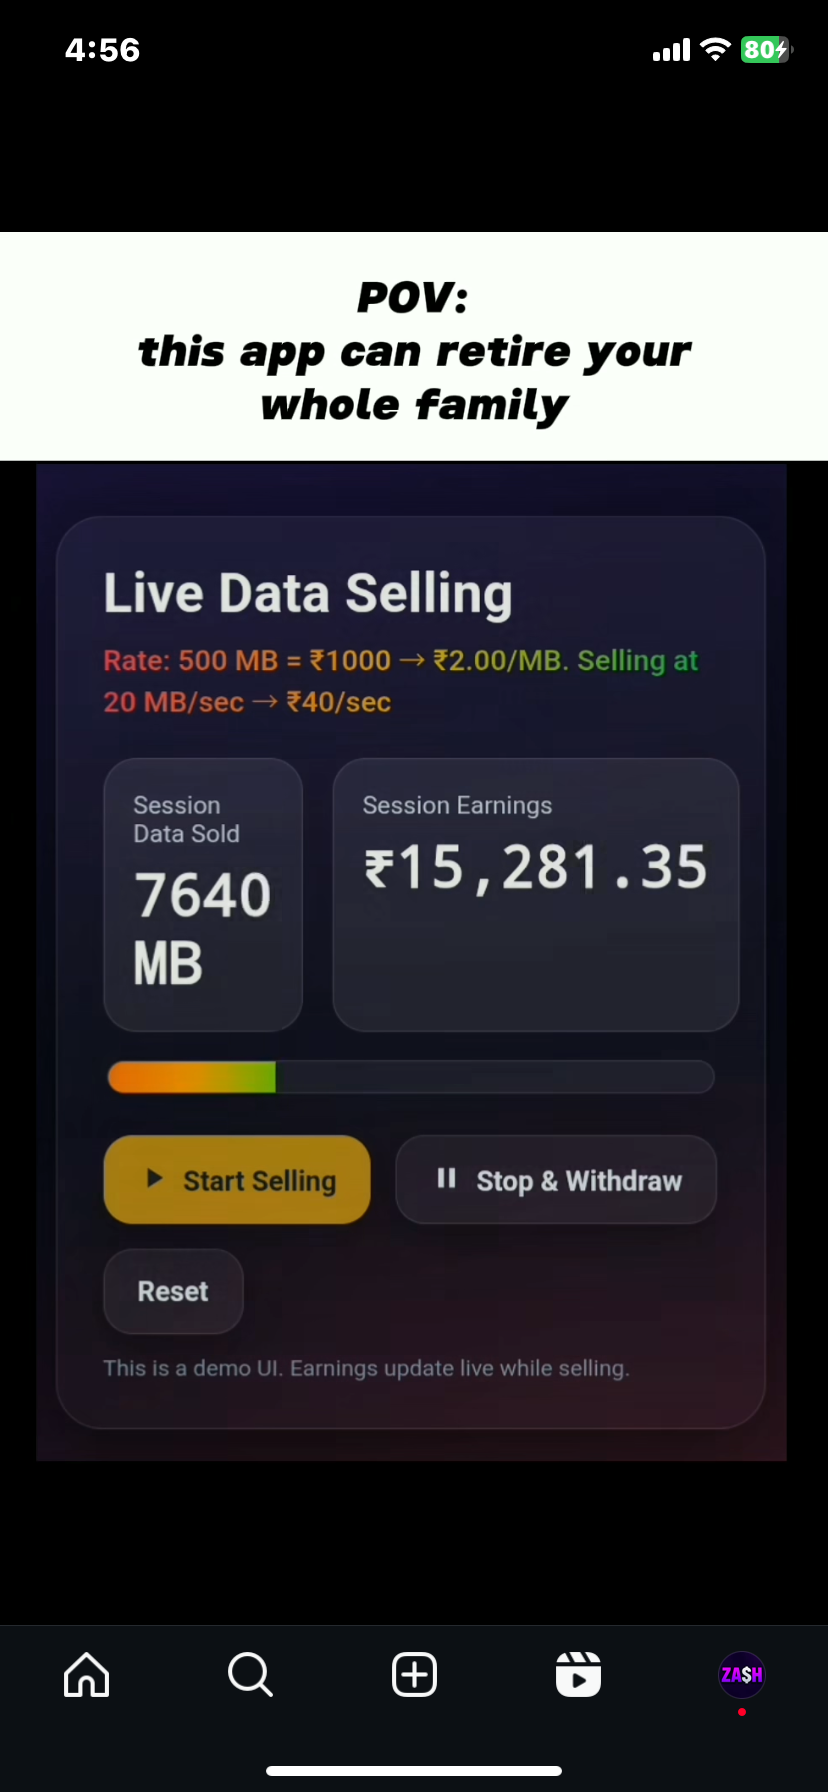 4:56
80
POV:
this app can retire your
whole family
Live Data Selling
Rate: 500 MB = ₹1000 → ₹2.00/MB. Selling at
20 MB/sec → ₹40/sec
Session
Data Sold
7640
MB
Session Earnings
₹15,281.35
Start Selling
Stop & Withdraw
Reset
This is a demo UI. Earnings update live while selling.
ZA$H